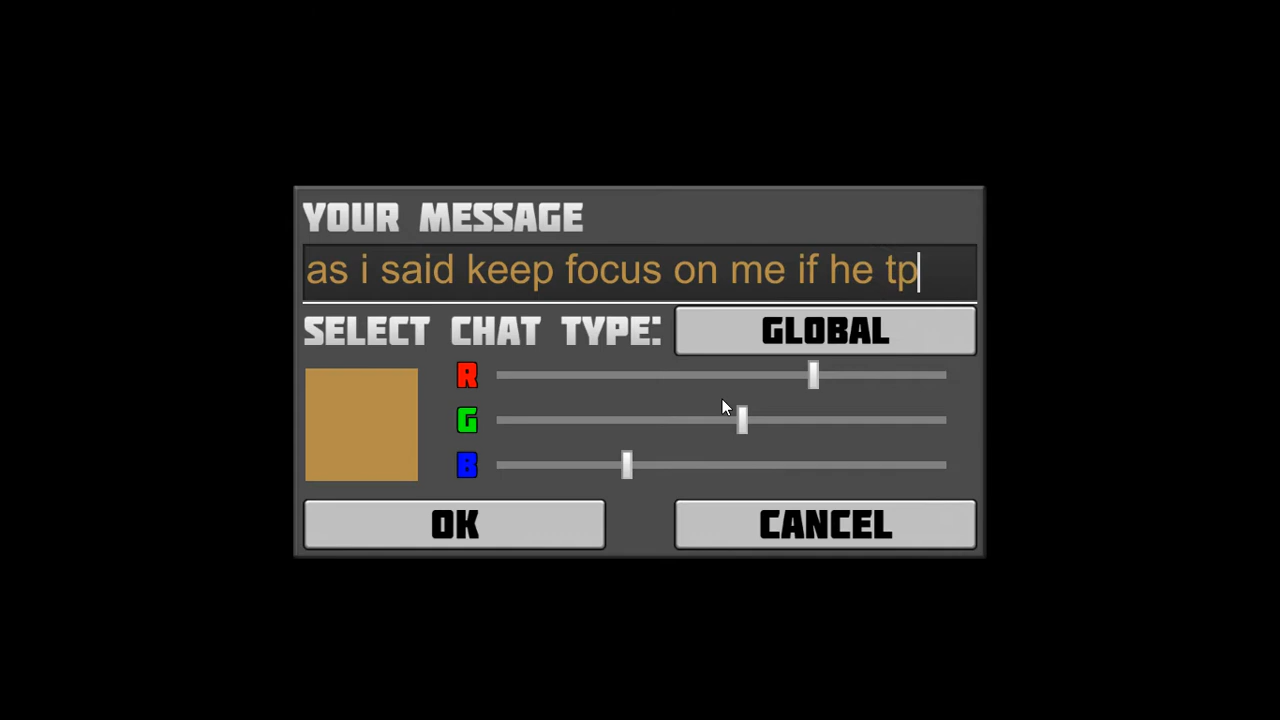 YOUR MESSAGE
as i said keep focus on me if he tp
SELECT CHAT TYPE: GLOBAL
R
G
B
OK CANCEL